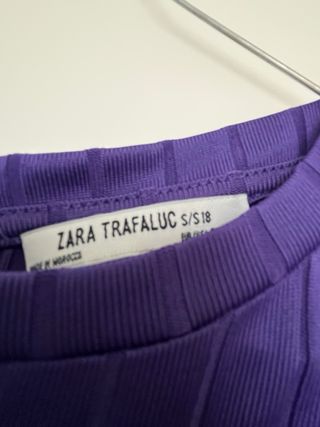 ZARA TRAFALUC S/S 18
MADE IN MOROCCO